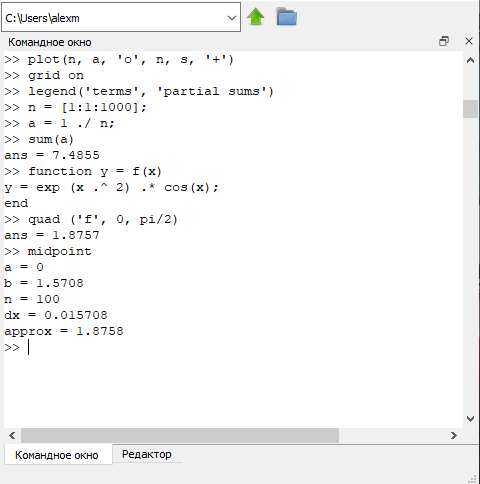 C:\Users\alexm
Командное окно
>> plot(n, a, 'o', n, s, '+')
>> grid on
>> legend('terms', 'partial sums')
>> n = [1:1:1000];
>> a = 1 ./ n;
>> sum(a)
ans = 7.4855
>> function y = f(x)
y = exp (x .^ 2) .* cos(x);
end
>> quad ('f', 0, pi/2)
ans = 1.8757
>> midpoint
a = 0
b = 1.5708
n = 100
dx = 0.015708
approx = 1.8758
>>
Командное окно Редактор